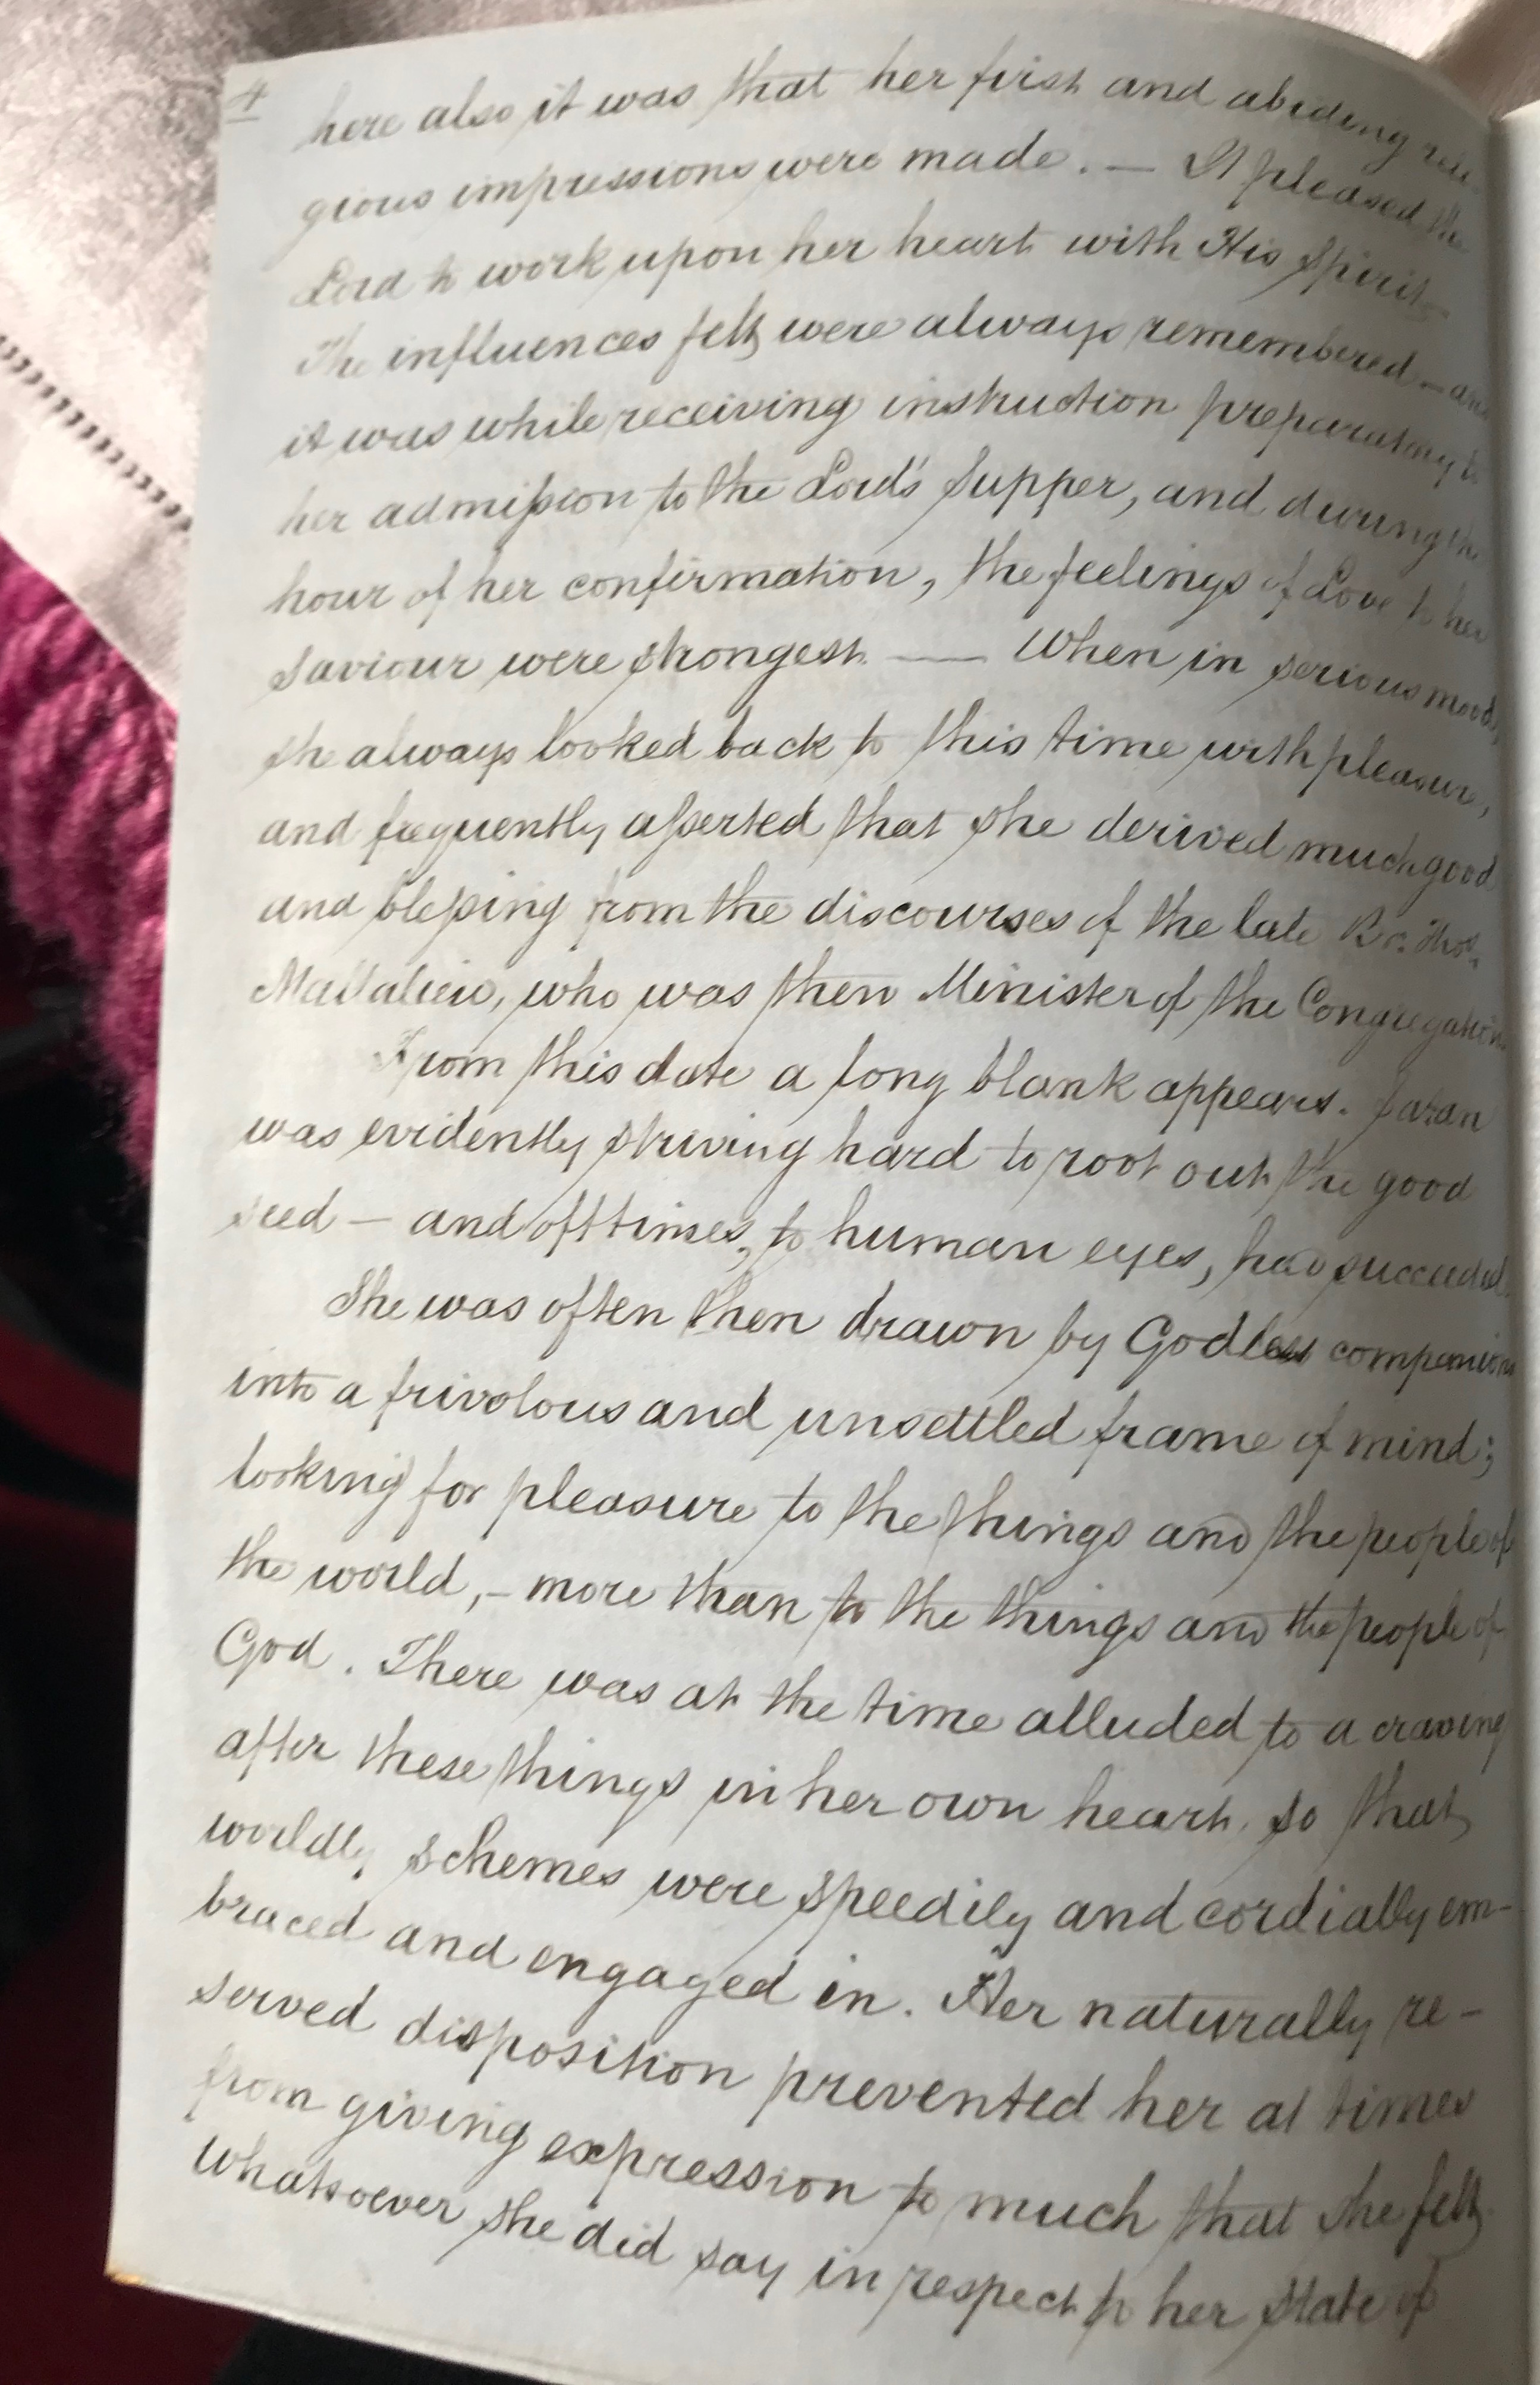 4
here also it was that her first and abiding reli-
gious impressions were made. — It pleased the
Lord to work upon her heart with His Spirit
The influences felt were always remembered — and
it was while receiving instruction preparatory to
her admission to the Lord's Supper, and during the
hour of her confirmation, the feelings of Love to her
Saviour were strongest. — When in serious mood,
she always looked back to this time with pleasure,
and frequently asserted that she derived much good
and blessing from the discourses of the late Br. Thos.
Mallalieu, who was then Minister of the Congregation.
From this date a long blank appears. Satan
was evidently striving hard to root out the good
seed — and ofttimes, to human eyes, had succeeded.
She was often then drawn by Godless companions
into a frivolous and unsettled frame of mind;
looking for pleasure to the things and the people of
the world, – more than to the things and the people of
God. There was at the time alluded to a craving
after these things in her own heart, so that
worldly schemes were speedily and cordially em-
braced and engaged in. Her naturally re-
served disposition prevented her at times
from giving expression to much that she felt.
Whatsoever she did say in respect to her state of